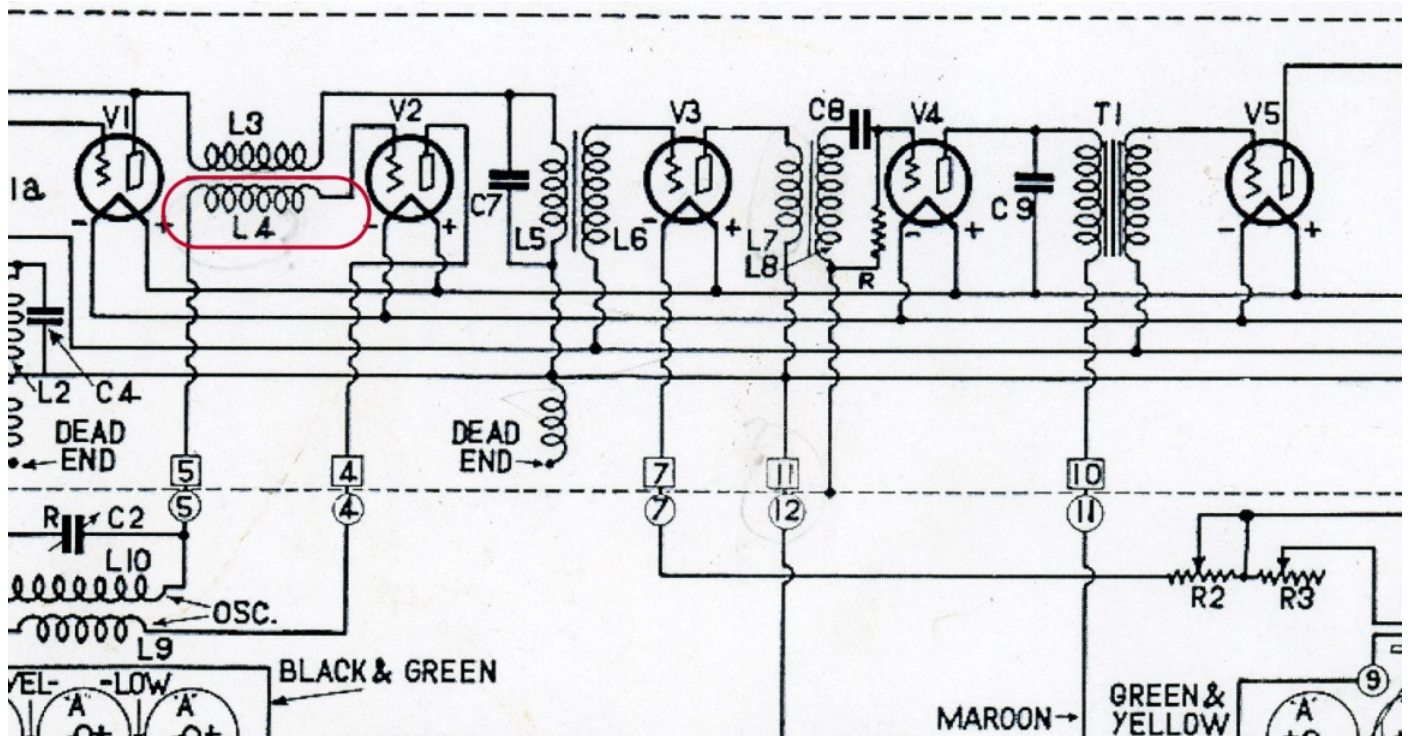 V1
L3
V2
C8
V3
V4
T1
V5
1a
-
+
L4
-
+
C7
L5
L6
-
+
L7
L8
R
-
+
C9
-
+
L2 C4
DEAD
END
DEAD
END
5
4
7
11
10
5
4
7
12
11
R
C2
L10
OSC.
L9
R2
R3
BLACK & GREEN
VEL- -LOW
"A"
"A"
+
MAROON
GREEN &
YELLOW
9
"A"
+